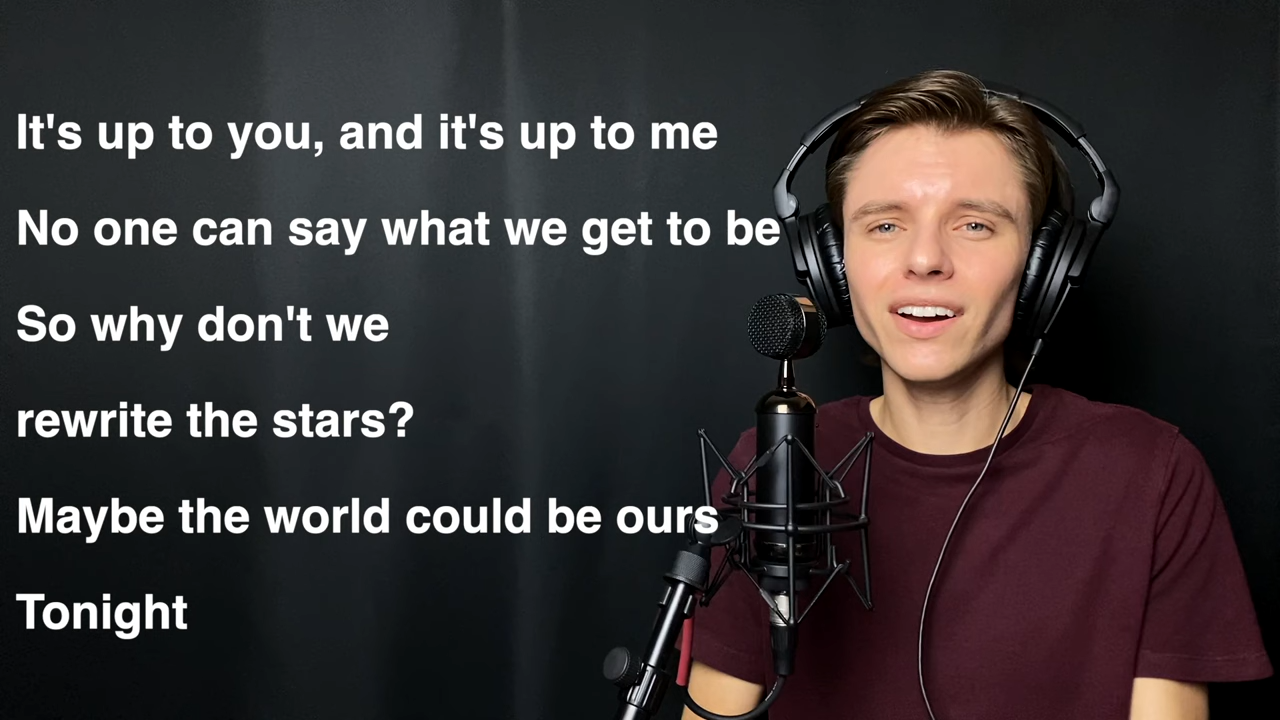 It's up to you, and it's up to me
No one can say what we get to be
So why don't we
rewrite the stars?
Maybe the world could be ours
Tonight